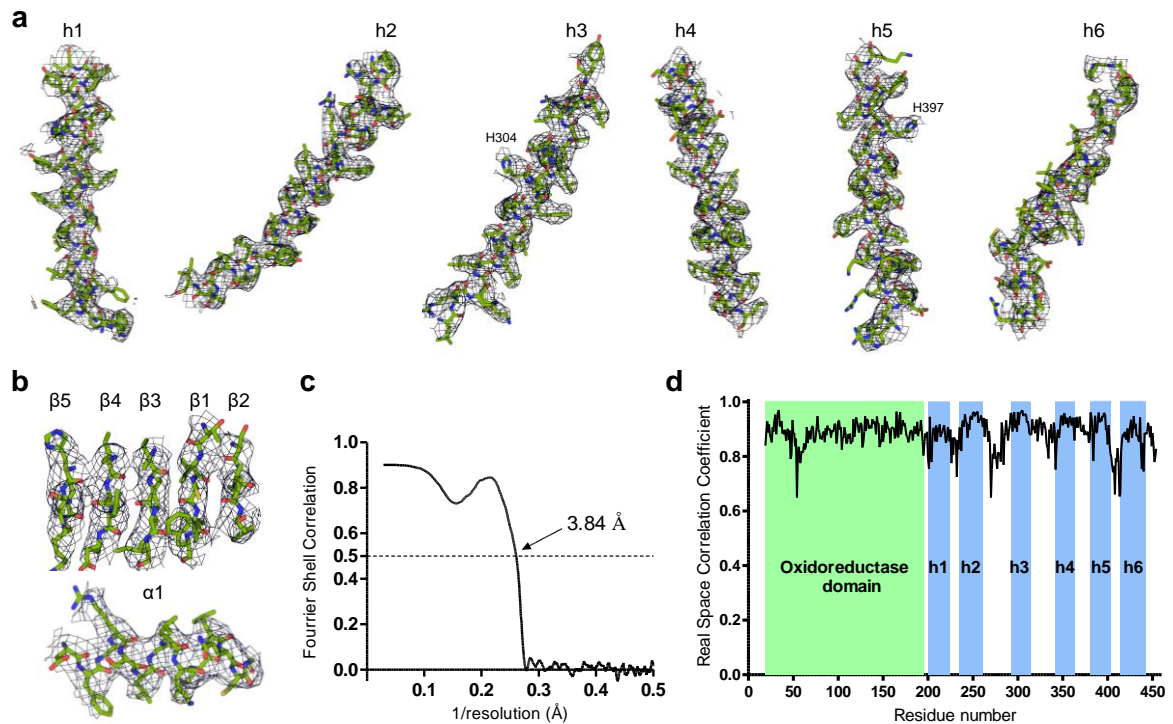 a
h1 h2 h3 h4 h5 h6
H304
H397
b
β5 β4 β3 β1 β2
α1
c
Fourrier Shell Correlation
1.0
0.8
0.6
0.5
0.4
0.2
0.0
3.84 Å
0.1 0.2 0.3 0.4 0.5
1/resolution (Å)
d
Real Space Correlation Coefficient
1.0
0.8
0.6
0.4
0.2
0.0
Oxidoreductase
domain
h1 h2 h3 h4 h5 h6
0 50 100 150 200 250 300 350 400 450
Residue number